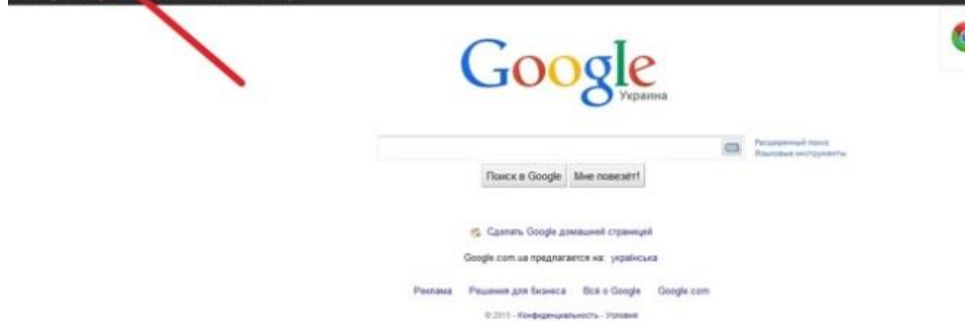 Google
Украина
Расширенный поиск
Языковые инструменты
Поиск в Google Мне повезёт!
Сделать Google домашней страницей
Google.com.ua предлагается на: українська
Реклама Решения для бизнеса Всё о Google Google.com
© 2015 - Конфиденциальность - Условия